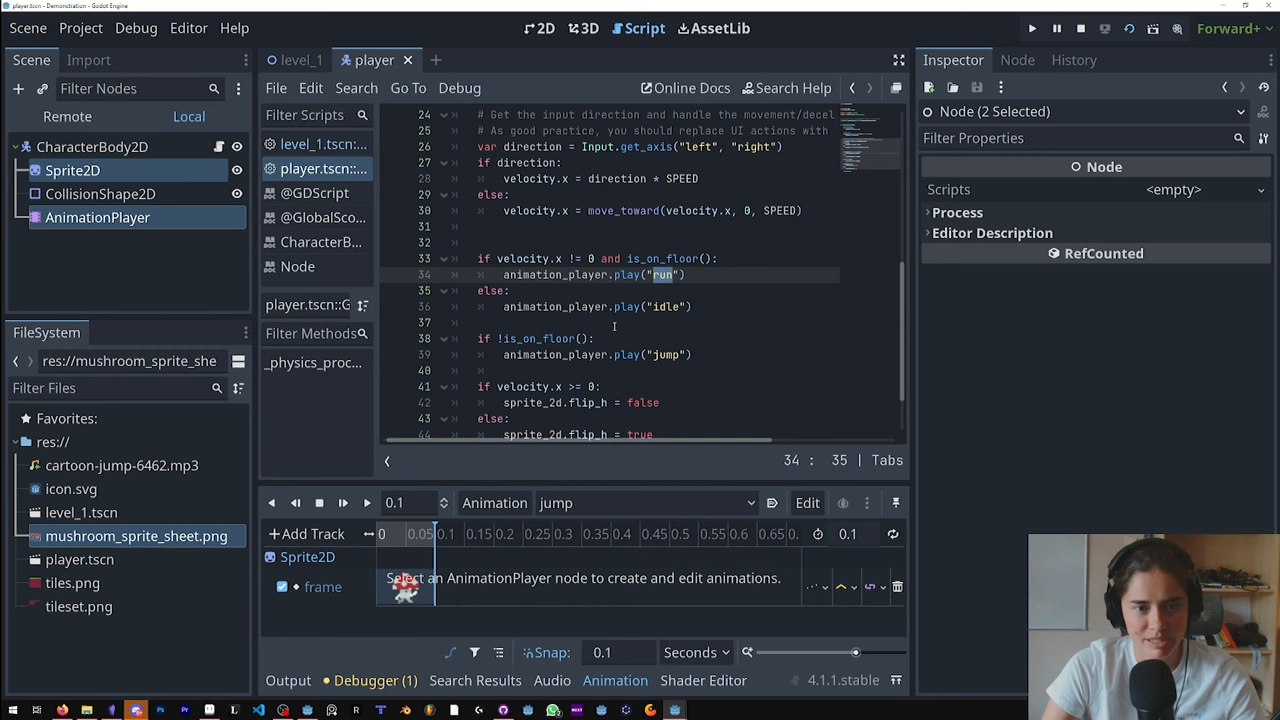 player.tscn - Demonstration - Godot Engine
Scene Project Debug Editor Help
2D 3D Script AssetLib
Forward+
Scene Import
Filter Nodes
Remote Local
CharacterBody2D
Sprite2D
CollisionShape2D
AnimationPlayer
FileSystem
res://mushroom_sprite_she
Filter Files
Favorites:
res://
cartoon-jump-6462.mp3
icon.svg
level_1.tscn
mushroom_sprite_sheet.png
player.tscn
tiles.png
tileset.png
level_1 player
File Edit Search Go To Debug
Online Docs Search Help
Filter Scripts
level_1.tscn::...
player.tscn::...
@GDScript
@GlobalSco...
CharacterB...
Node
player.tscn::G
Filter Methods
_physics_proc...
24 # Get the input direction and handle the movement/decel
25 # As good practice, you should replace UI actions with
26 var direction = Input.get_axis("left", "right")
27 if direction:
28 velocity.x = direction * SPEED
29 else:
30 velocity.x = move_toward(velocity.x, 0, SPEED)
31
32
33 if velocity.x != 0 and is_on_floor():
34 animation_player.play("run")
35 else:
36 animation_player.play("idle")
37
38 if !is_on_floor():
39 animation_player.play("jump")
40
41 if velocity.x >= 0:
42 sprite_2d.flip_h = false
43 else:
44 sprite_2d.flip_h = true
34 : 35 | Tabs
0.1 Animation jump Edit
Add Track 0 0.05 0.1 0.15 0.2 0.25 0.3 0.35 0.4 0.45 0.5 0.55 0.6 0.65 0. 0.1
Sprite2D
Select an AnimationPlayer node to create and edit animations.
frame
Snap: 0.1 Seconds
Output Debugger (1) Search Results Audio Animation Shader Editor 4.1.1.stable
Inspector Node History
Node (2 Selected)
Filter Properties
Node
Scripts <empty>
Process
Editor Description
RefCounted